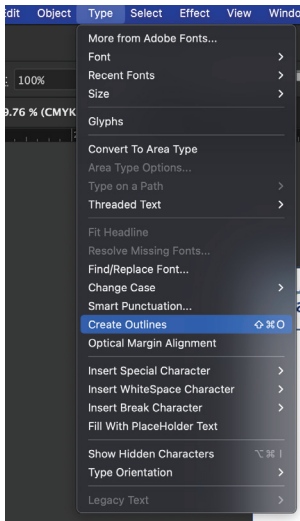 Edit Object Type Select Effect View Windo
More from Adobe Fonts...
Font
Recent Fonts
100%
Size
9.76 % (CMYK
Glyphs
Convert To Area Type
Area Type Options...
Type on a Path
Threaded Text
Fit Headline
Resolve Missing Fonts...
Find/Replace Font...
Change Case
Smart Punctuation...
Create Outlines ⇧⌘O
Optical Margin Alignment
Insert Special Character
Insert WhiteSpace Character
Insert Break Character
Fill With PlaceHolder Text
Show Hidden Characters ⌥⌘I
Type Orientation
Legacy Text